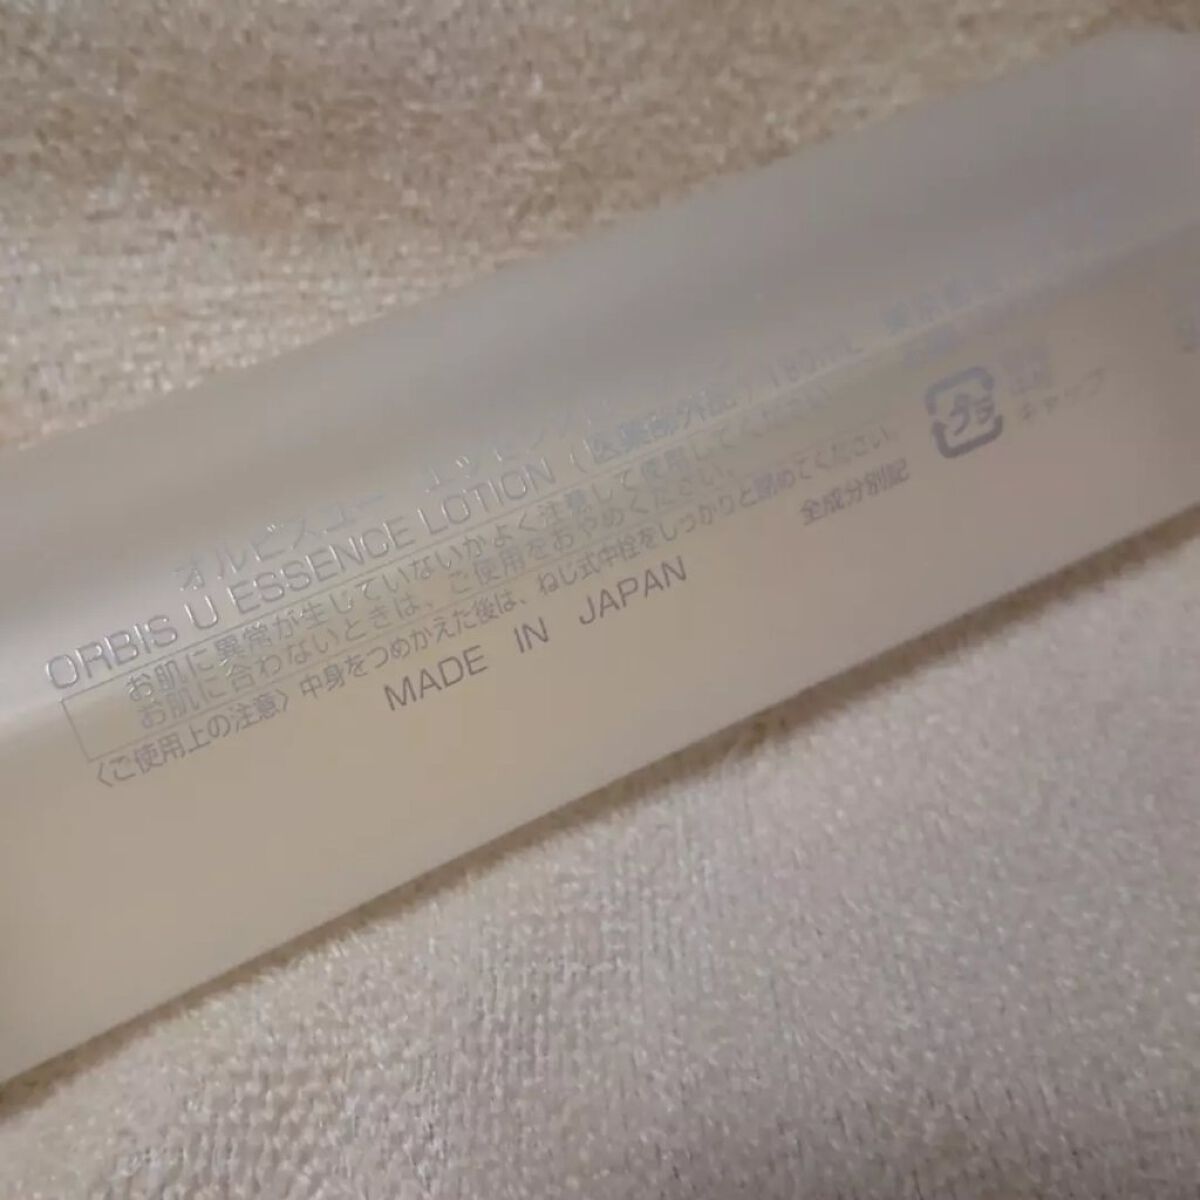 オルビスユー エッセンスローション
ORBIS U ESSENCE LOTION (医薬部外品) 180mL
お肌に異常が生じていないかよく注意して使用してください。
お肌に合わないときは、ご使用をおやめください。
〈ご使用上の注意〉中身をつめかえた後は、ねじ式中栓をしっかりと閉めてください。
MADE IN JAPAN
全成分別記
プラ
キャップ